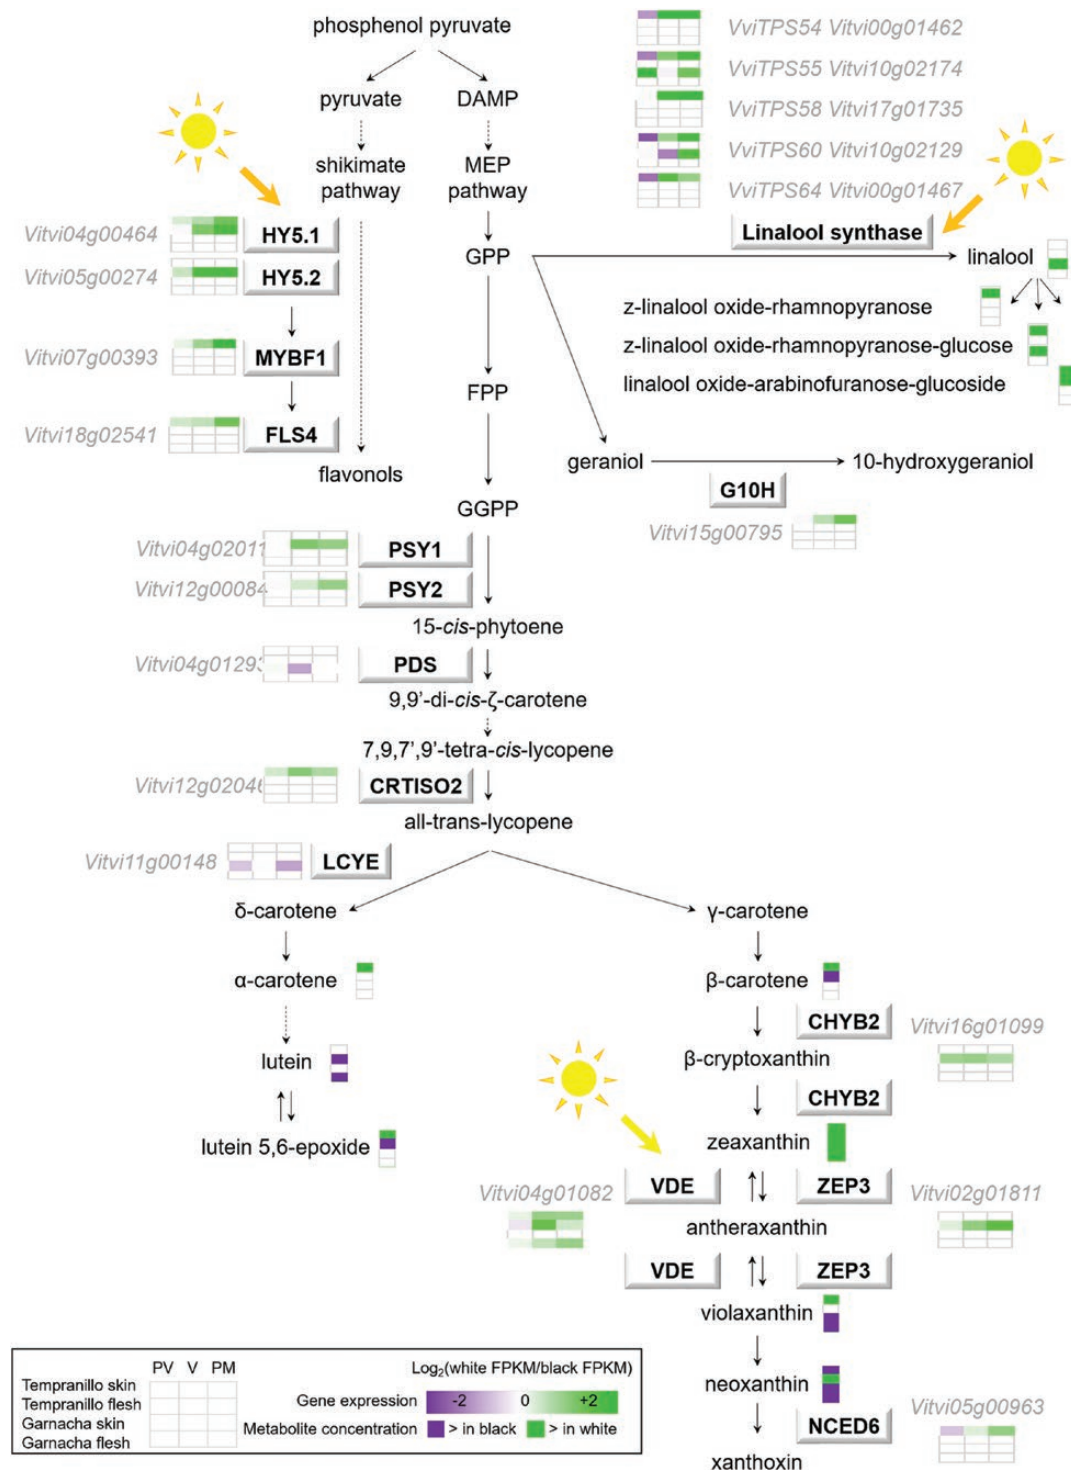 phosphenol pyruvate
VviTPS54 Vitvi00g01462
VviTPS55 Vitvi10g02174
VviTPS58 Vitvi17g01735
VviTPS60 Vitvi10g02129
VviTPS64 Vitvi00g01467
pyruvate
DAMP
shikimate
pathway
MEP
pathway
Vitvi04g00464
HY5.1
Vitvi05g00274
HY5.2
Vitvi07g00393
MYBF1
Vitvi18g02541
FLS4
flavonols
Linalool synthase
GPP
linalool
z-linalool oxide-rhamnopyranose
z-linalool oxide-rhamnopyranose-glucose
linalool oxide-arabinofuranose-glucoside
FPP
geraniol
10-hydroxygeraniol
G10H
Vitvi15g00795
GGPP
Vitvi04g02011
PSY1
Vitvi12g00084
PSY2
15-cis-phytoene
Vitvi04g01293
PDS
9,9'-di-cis-ζ-carotene
7,9,7',9'-tetra-cis-lycopene
Vitvi12g02046
CRTISO2
all-trans-lycopene
Vitvi11g00148
LCYE
δ-carotene
γ-carotene
α-carotene
β-carotene
CHYB2
Vitvi16g01099
lutein
β-cryptoxanthin
CHYB2
lutein 5,6-epoxide
zeaxanthin
Vitvi04g01082
VDE
ZEP3
Vitvi02g01811
antheraxanthin
VDE
ZEP3
violaxanthin
neoxanthin
NCED6
Vitvi05g00963
xanthoxin
PV V PM
Tempranillo skin
Tempranillo flesh
Garnacha skin
Garnacha flesh
Log2(white FPKM/black FPKM)
Gene expression -2 0 +2
Metabolite concentration > in black > in white